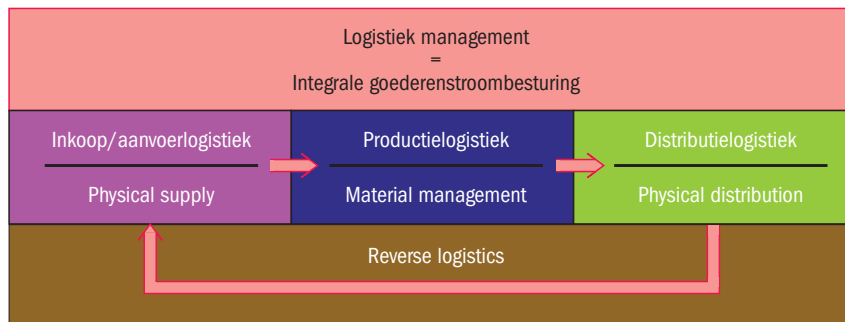 Logistiek management
=
Integrale goederenstroombesturing
Inkoop/aanvoerlogistiek
Physical supply
Productielogistiek
Material management
Distributielogistiek
Physical distribution
Reverse logistics